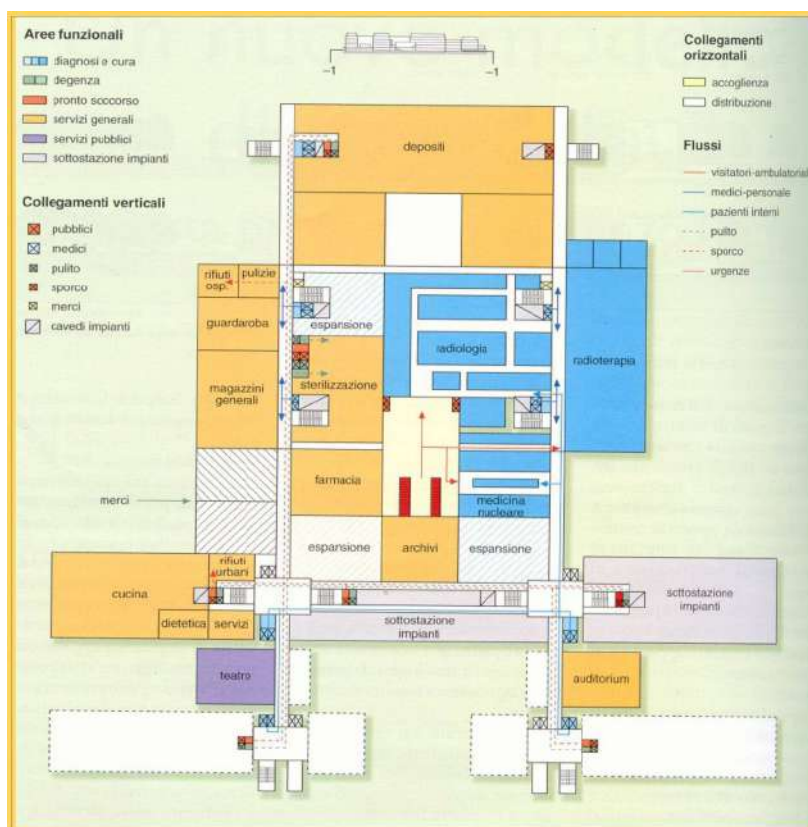 Aree funzionali
diagnosi e cura
degenza
pronto soccorso
servizi generali
servizi pubblici
sottostazione impianti
Collegamenti verticali
pubblici
medici
pulito
sporco
merci
cavedi impianti
−1
−1
Collegamenti
orizzontali
accoglienza
distribuzione
Flussi
visitatori-ambulatoriali
medici-personale
pazienti interni
pulito
sporco
urgenze
depositi
rifiuti
osp.
pulizie
guardaroba
espansione
radiologia
radioterapia
magazzini
generali
sterilizzazione
farmacia
merci
medicina
nucleare
espansione
archivi
espansione
rifiuti
urbani
cucina
dietetica
servizi
sottostazione
impianti
sottostazione
impianti
teatro
auditorium